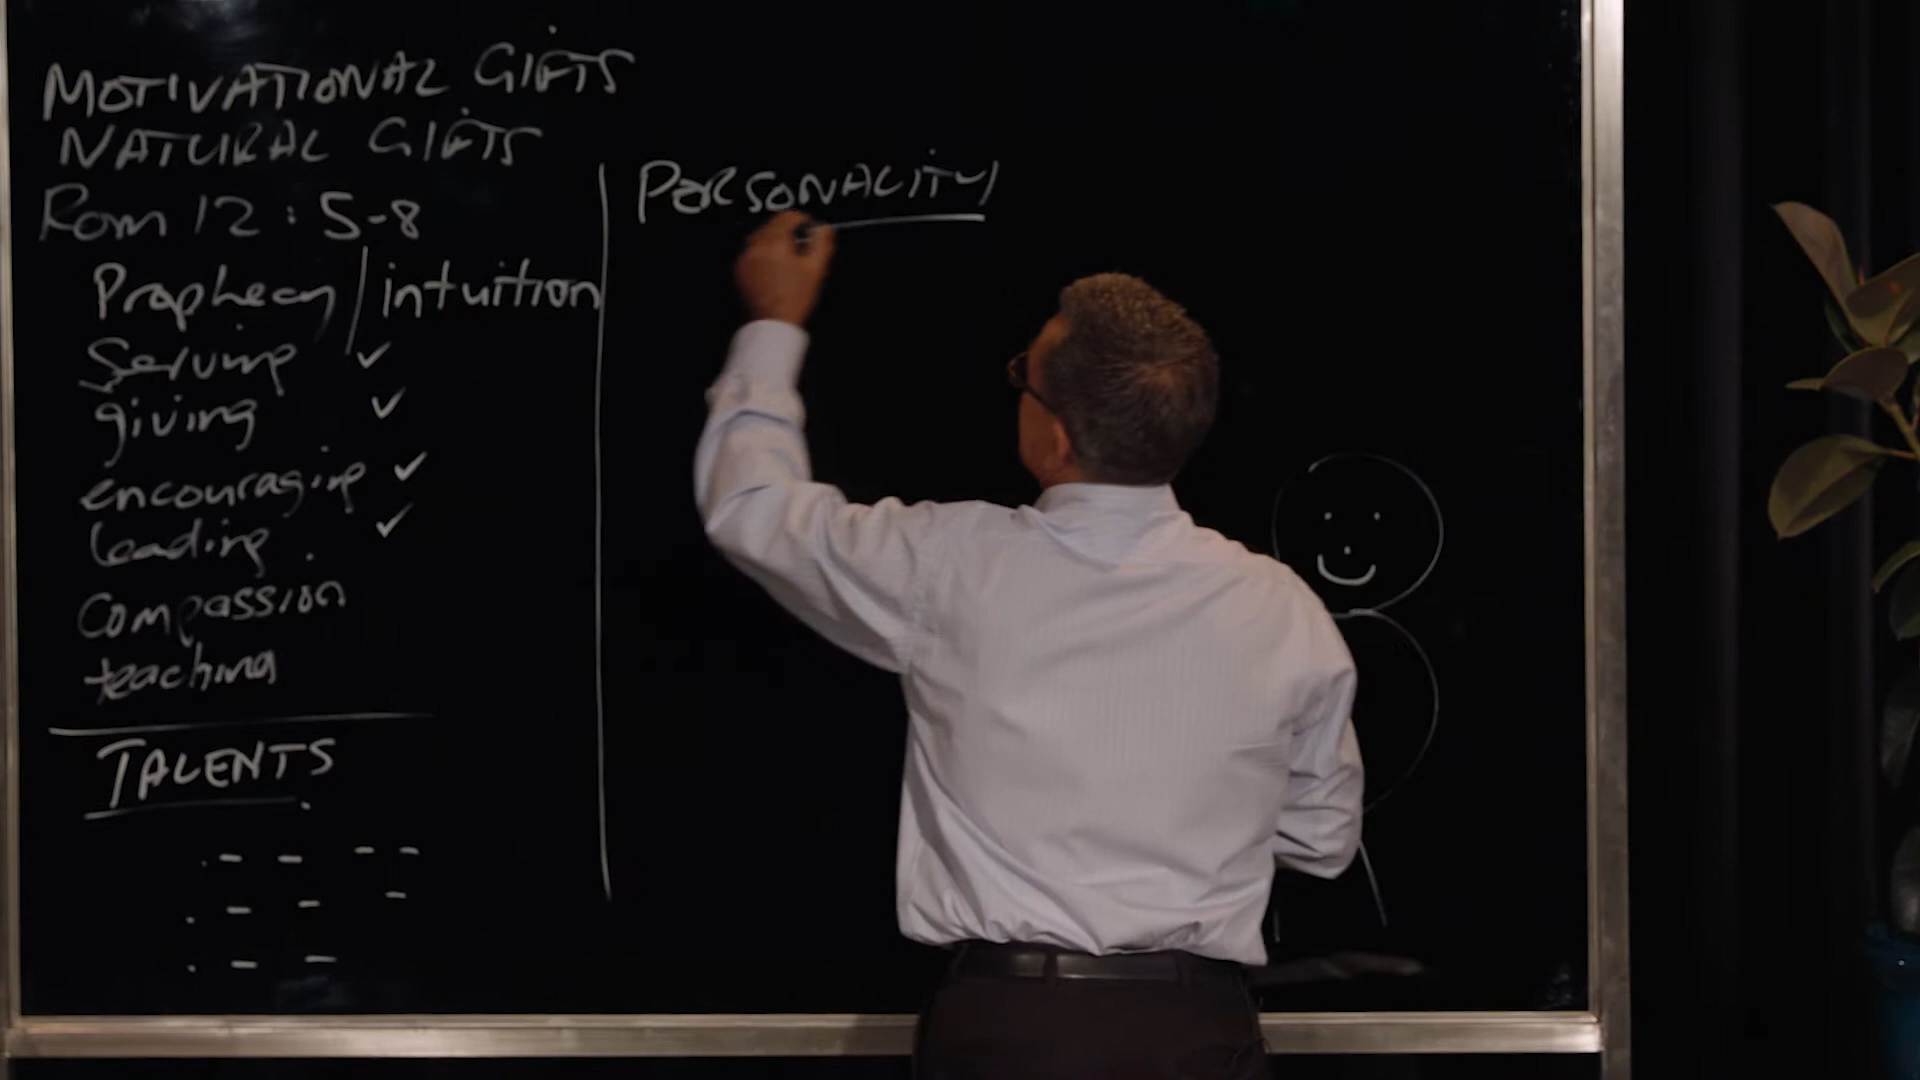 MOTIVATIONAL GIFTS
NATURAL GIFTS
Rom 12 : 5-8
Prophecy / intuition
Serving ✓
giving ✓
encouraging ✓
leading ✓
Compassion
teaching
TALENTS
PERSONALITY